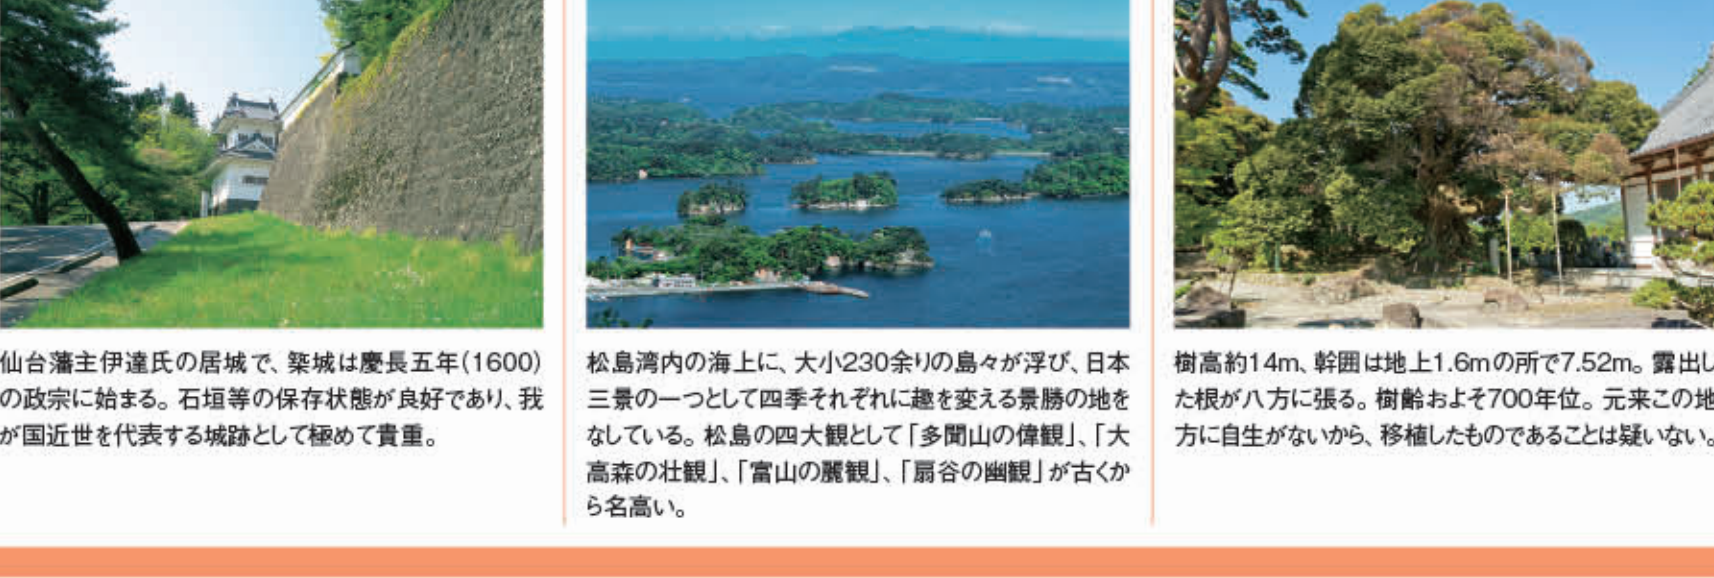 仙台藩主伊達氏の居城で、築城は慶長五年(1600)
の政宗に始まる。石垣等の保存状態が良好であり、我
が国近世を代表する城跡として極めて貴重。
松島湾内の海上に、大小230余りの島々が浮び、日本
三景の一つとして四季それぞれに趣を変える景勝の地を
なしている。松島の四大観として「多聞山の偉観」、「大
高森の壮観」、「富山の麗観」、「扇谷の幽観」が古くか
ら名高い。
樹高約14m、幹囲は地上1.6mの所で7.52m。露出し
た根が八方に張る。樹齢およそ700年位。元来この地
方に自生がないから、移植したものであることは疑いない。